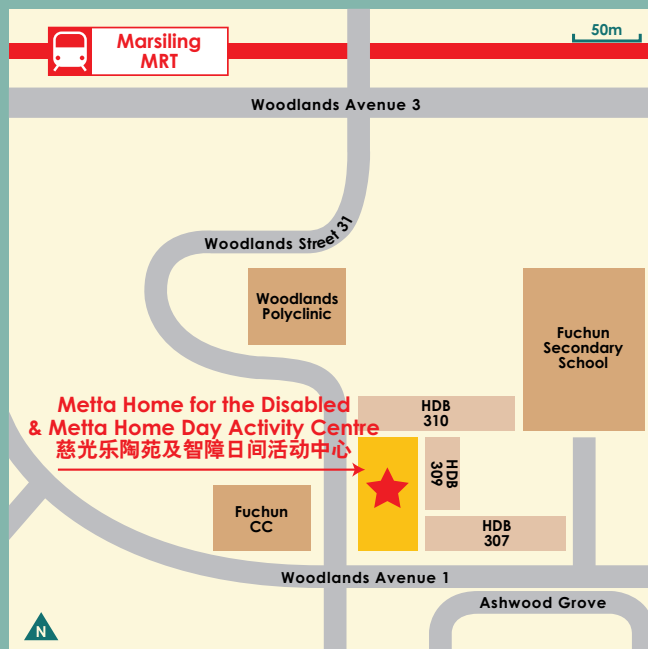 Marsiling
MRT
50m
Woodlands Avenue 3
Woodlands Street 31
Woodlands
Polyclinic
Fuchun
Secondary
School
Metta Home for the Disabled
& Metta Home Day Activity Centre
慈光乐陶苑及智障日间活动中心
HDB
310
HDB
309
Fuchun
CC
HDB
307
Woodlands Avenue 1
Ashwood Grove
N